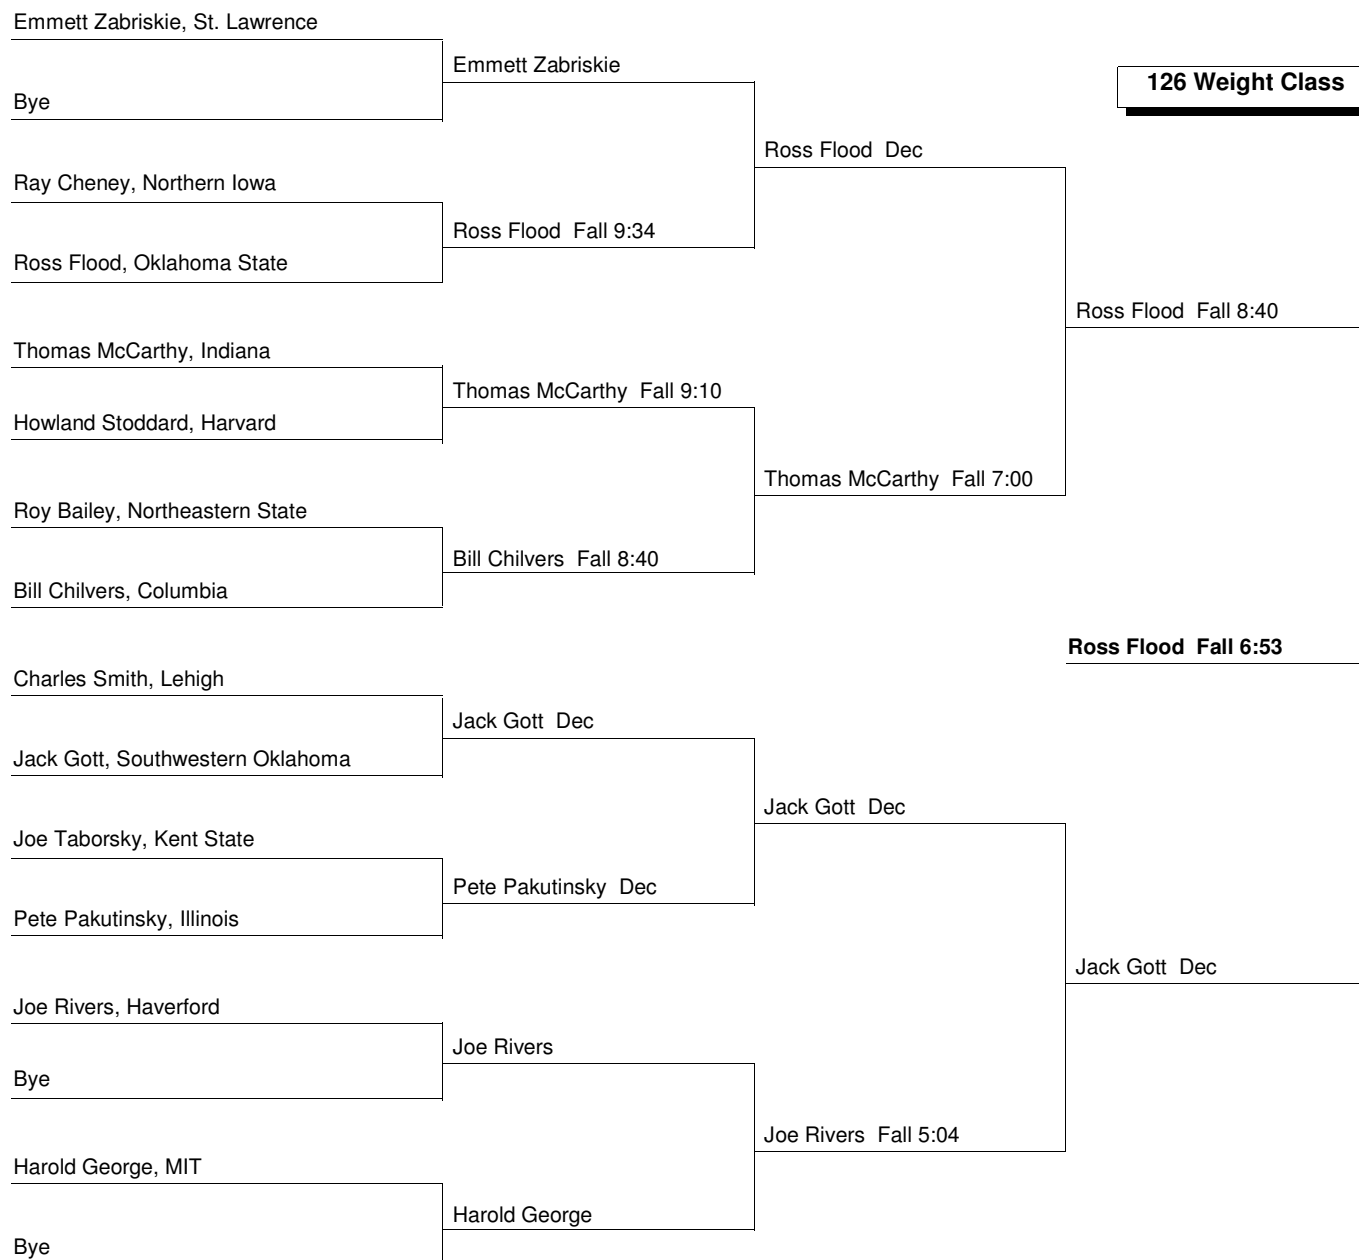 Emmett Zabriskie, St. Lawrence
Emmett Zabriskie
126 Weight Class
Bye
Ross Flood  Dec
Ray Cheney, Northern Iowa
Ross Flood  Fall 9:34
Ross Flood, Oklahoma State
Ross Flood  Fall 8:40
Thomas McCarthy, Indiana
Thomas McCarthy  Fall 9:10
Howland Stoddard, Harvard
Thomas McCarthy  Fall 7:00
Roy Bailey, Northeastern State
Bill Chilvers  Fall 8:40
Bill Chilvers, Columbia
Ross Flood  Fall 6:53
Charles Smith, Lehigh
Jack Gott  Dec
Jack Gott, Southwestern Oklahoma
Jack Gott  Dec
Joe Taborsky, Kent State
Pete Pakutinsky  Dec
Pete Pakutinsky, Illinois
Jack Gott  Dec
Joe Rivers, Haverford
Joe Rivers
Bye
Joe Rivers  Fall 5:04
Harold George, MIT
Harold George
Bye